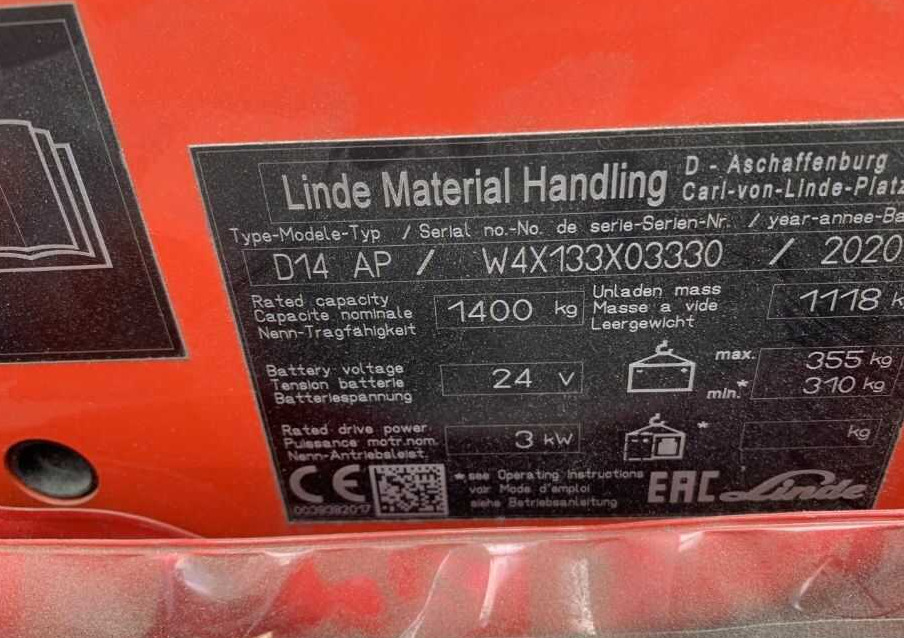 Linde Material Handling
D - Aschaffenburg
Carl-von-Linde-Platz
Type-Modele-Typ / Serial no.-No. de serie-Serien-Nr. / year-annee-Ba
D14 AP / W4X133X03330 / 2020
Rated capacity
Capacite nominale
Nenn-Tragfähigkeit
1400 kg
Unladen mass
Masse a vide
Leergewicht
1118 k
Battery voltage
Tension batterie
Batteriespannung
24 V
max. 355 kg
min.* 310 kg
Rated drive power
Puissance motr.nom.
Nenn-Antriebsleist.
3 kW
* kg
CE
0039382017
*see Operating Instructions
voir Mode d'emploi
siehe Betriebsanleitung
EAC Linde